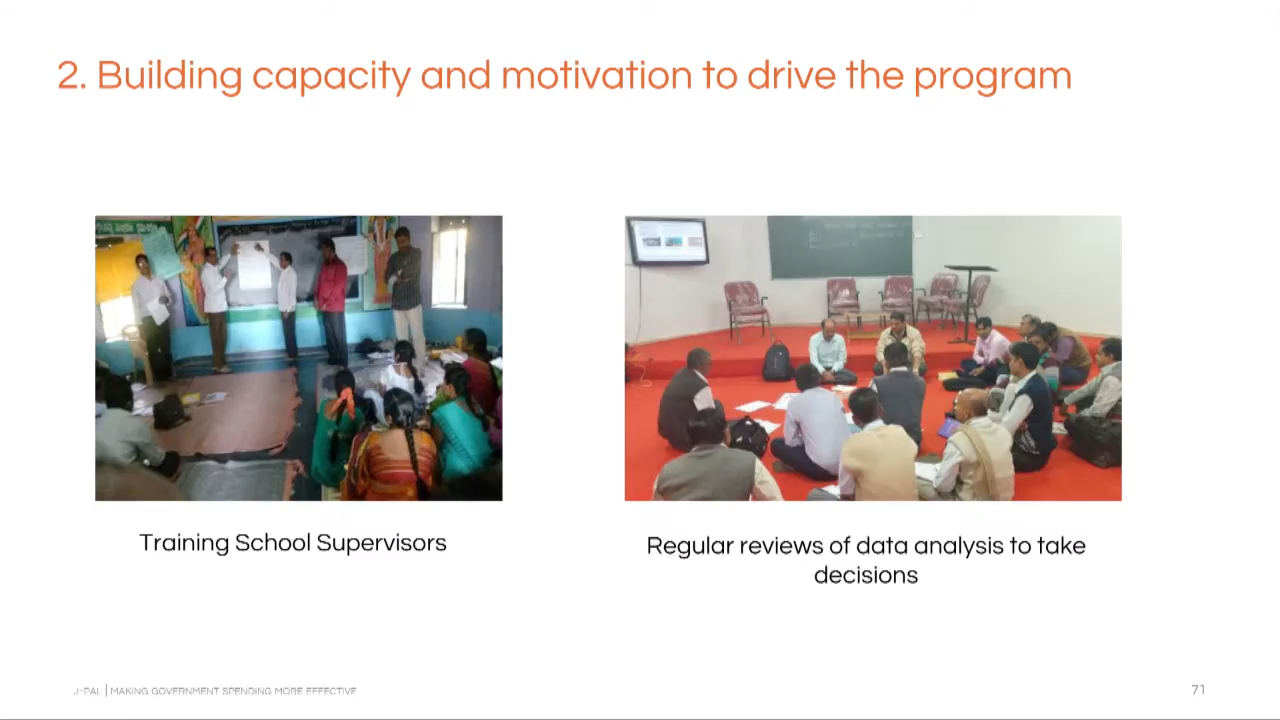 2. Building capacity and motivation to drive the program
Training School Supervisors
Regular reviews of data analysis to take
decisions
J-PAL | MAKING GOVERNMENT SPENDING MORE EFFECTIVE
71